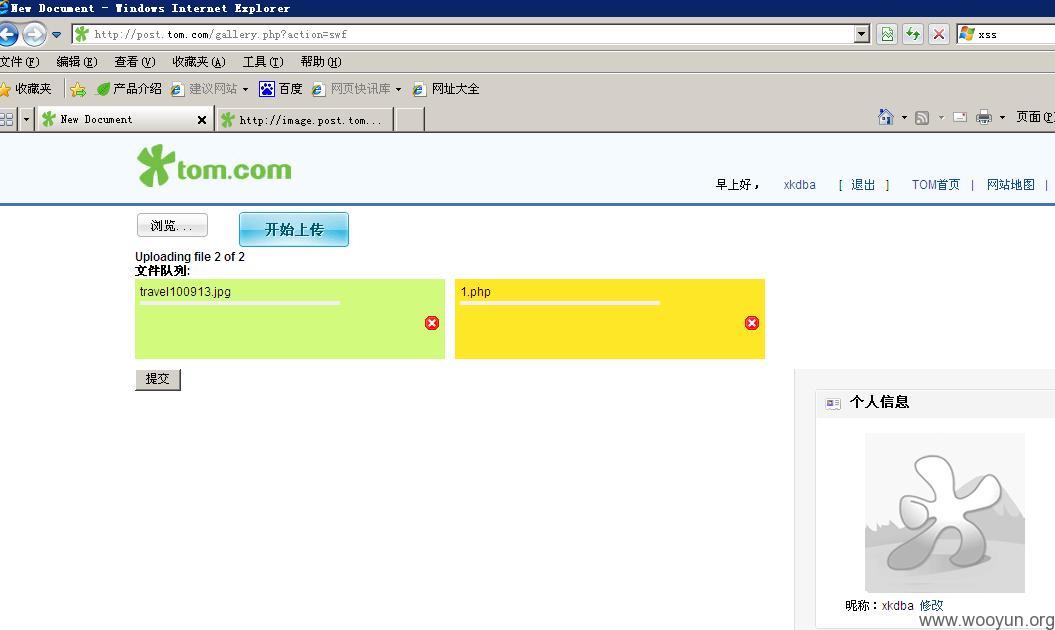 New Document - Windows Internet Explorer
http://post.tom.com/gallery.php?action=swf
xss
文件(F) 编辑(E) 查看(V) 收藏夹(A) 工具(T) 帮助(H)
收藏夹 产品介绍 建议网站 百度 网页快讯库 网址大全
New Document http://image.post.tom... 页面(P)
tom.com
早上好， xkdba [ 退出 ] TOM首页 | 网站地图 |
浏览... 开始上传
Uploading file 2 of 2
文件队列:
travel100913.jpg 1.php
提交
个人信息
昵称：xkdba 修改
www.wooyun.org